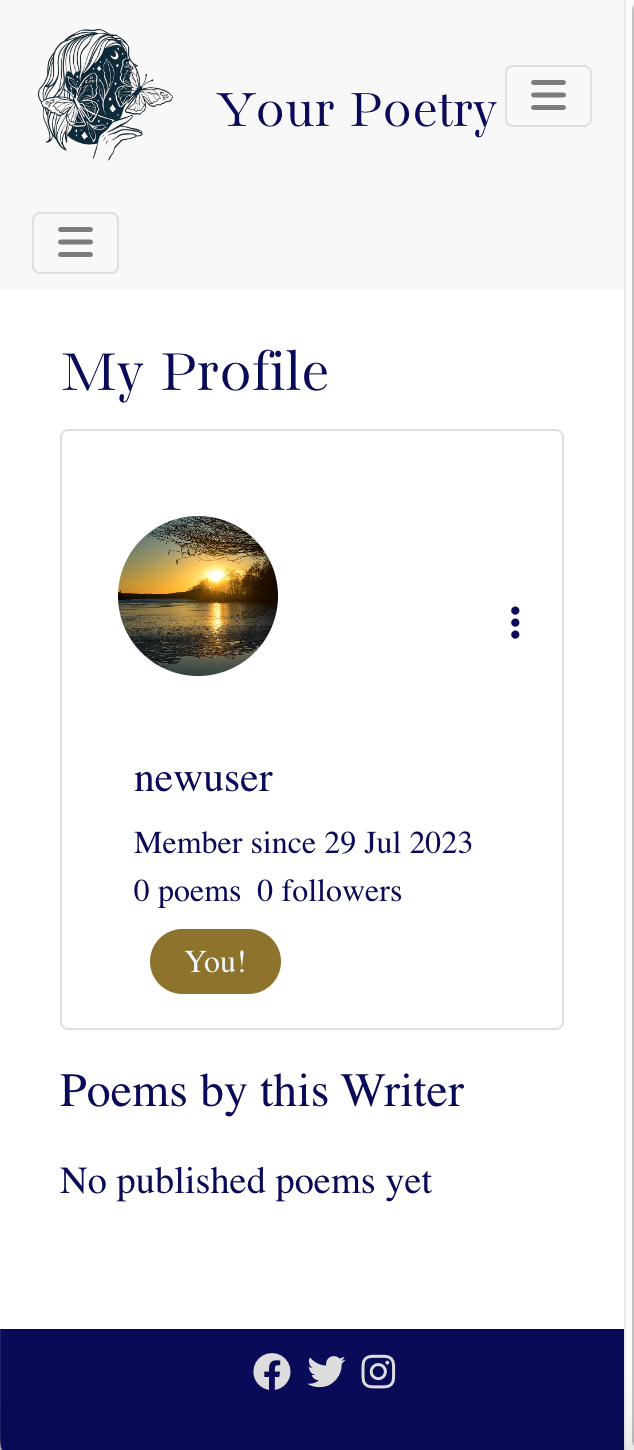 Your Poetry
My Profile
newuser
Member since 29 Jul 2023
0 poems 0 followers
You!
Poems by this Writer
No published poems yet